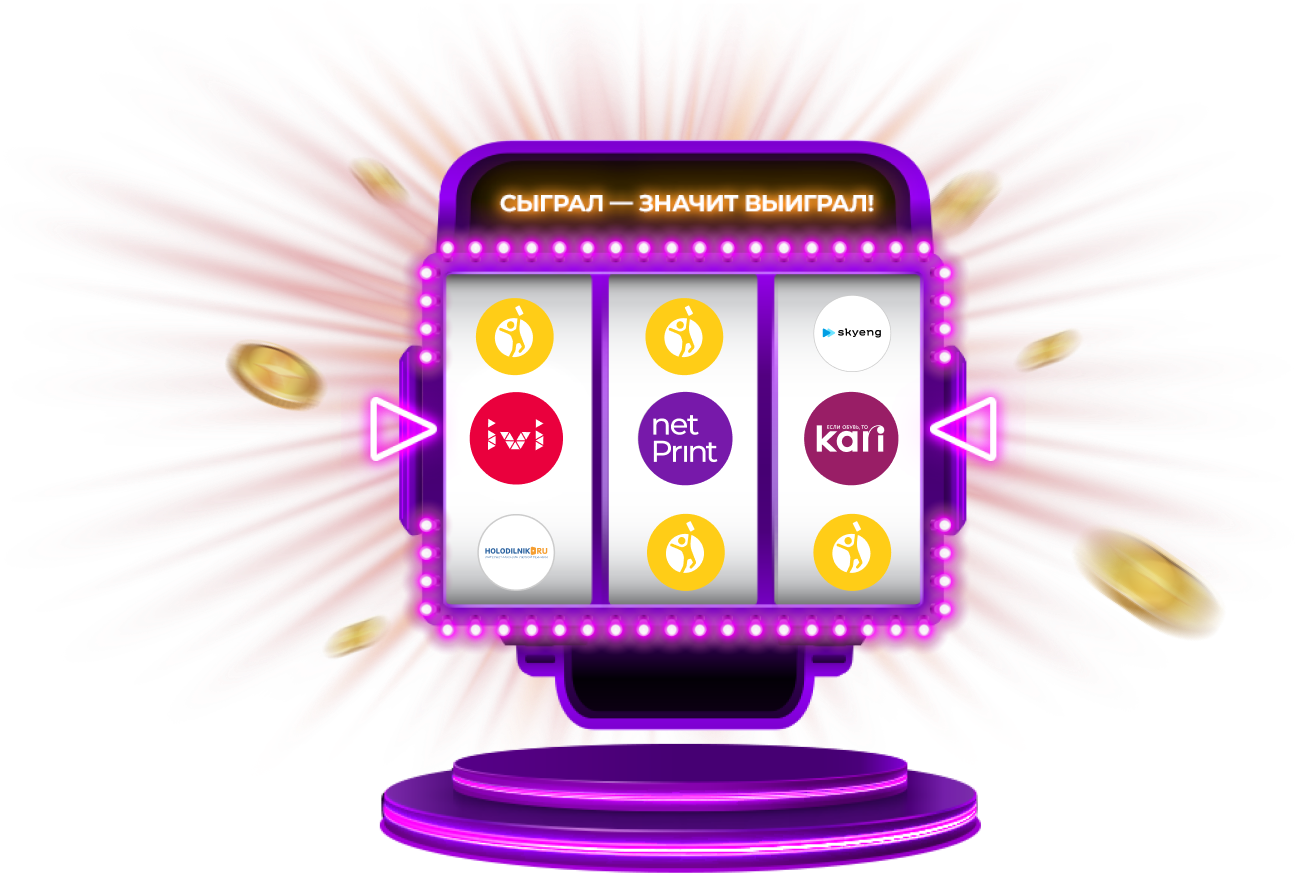 СЫГРАЛ — ЗНАЧИТ ВЫИГРАЛ!
skyeng
ivi
net
Print
ЕСЛИ ОБУВЬ, ТО
kari
HOLODILNIK.RU